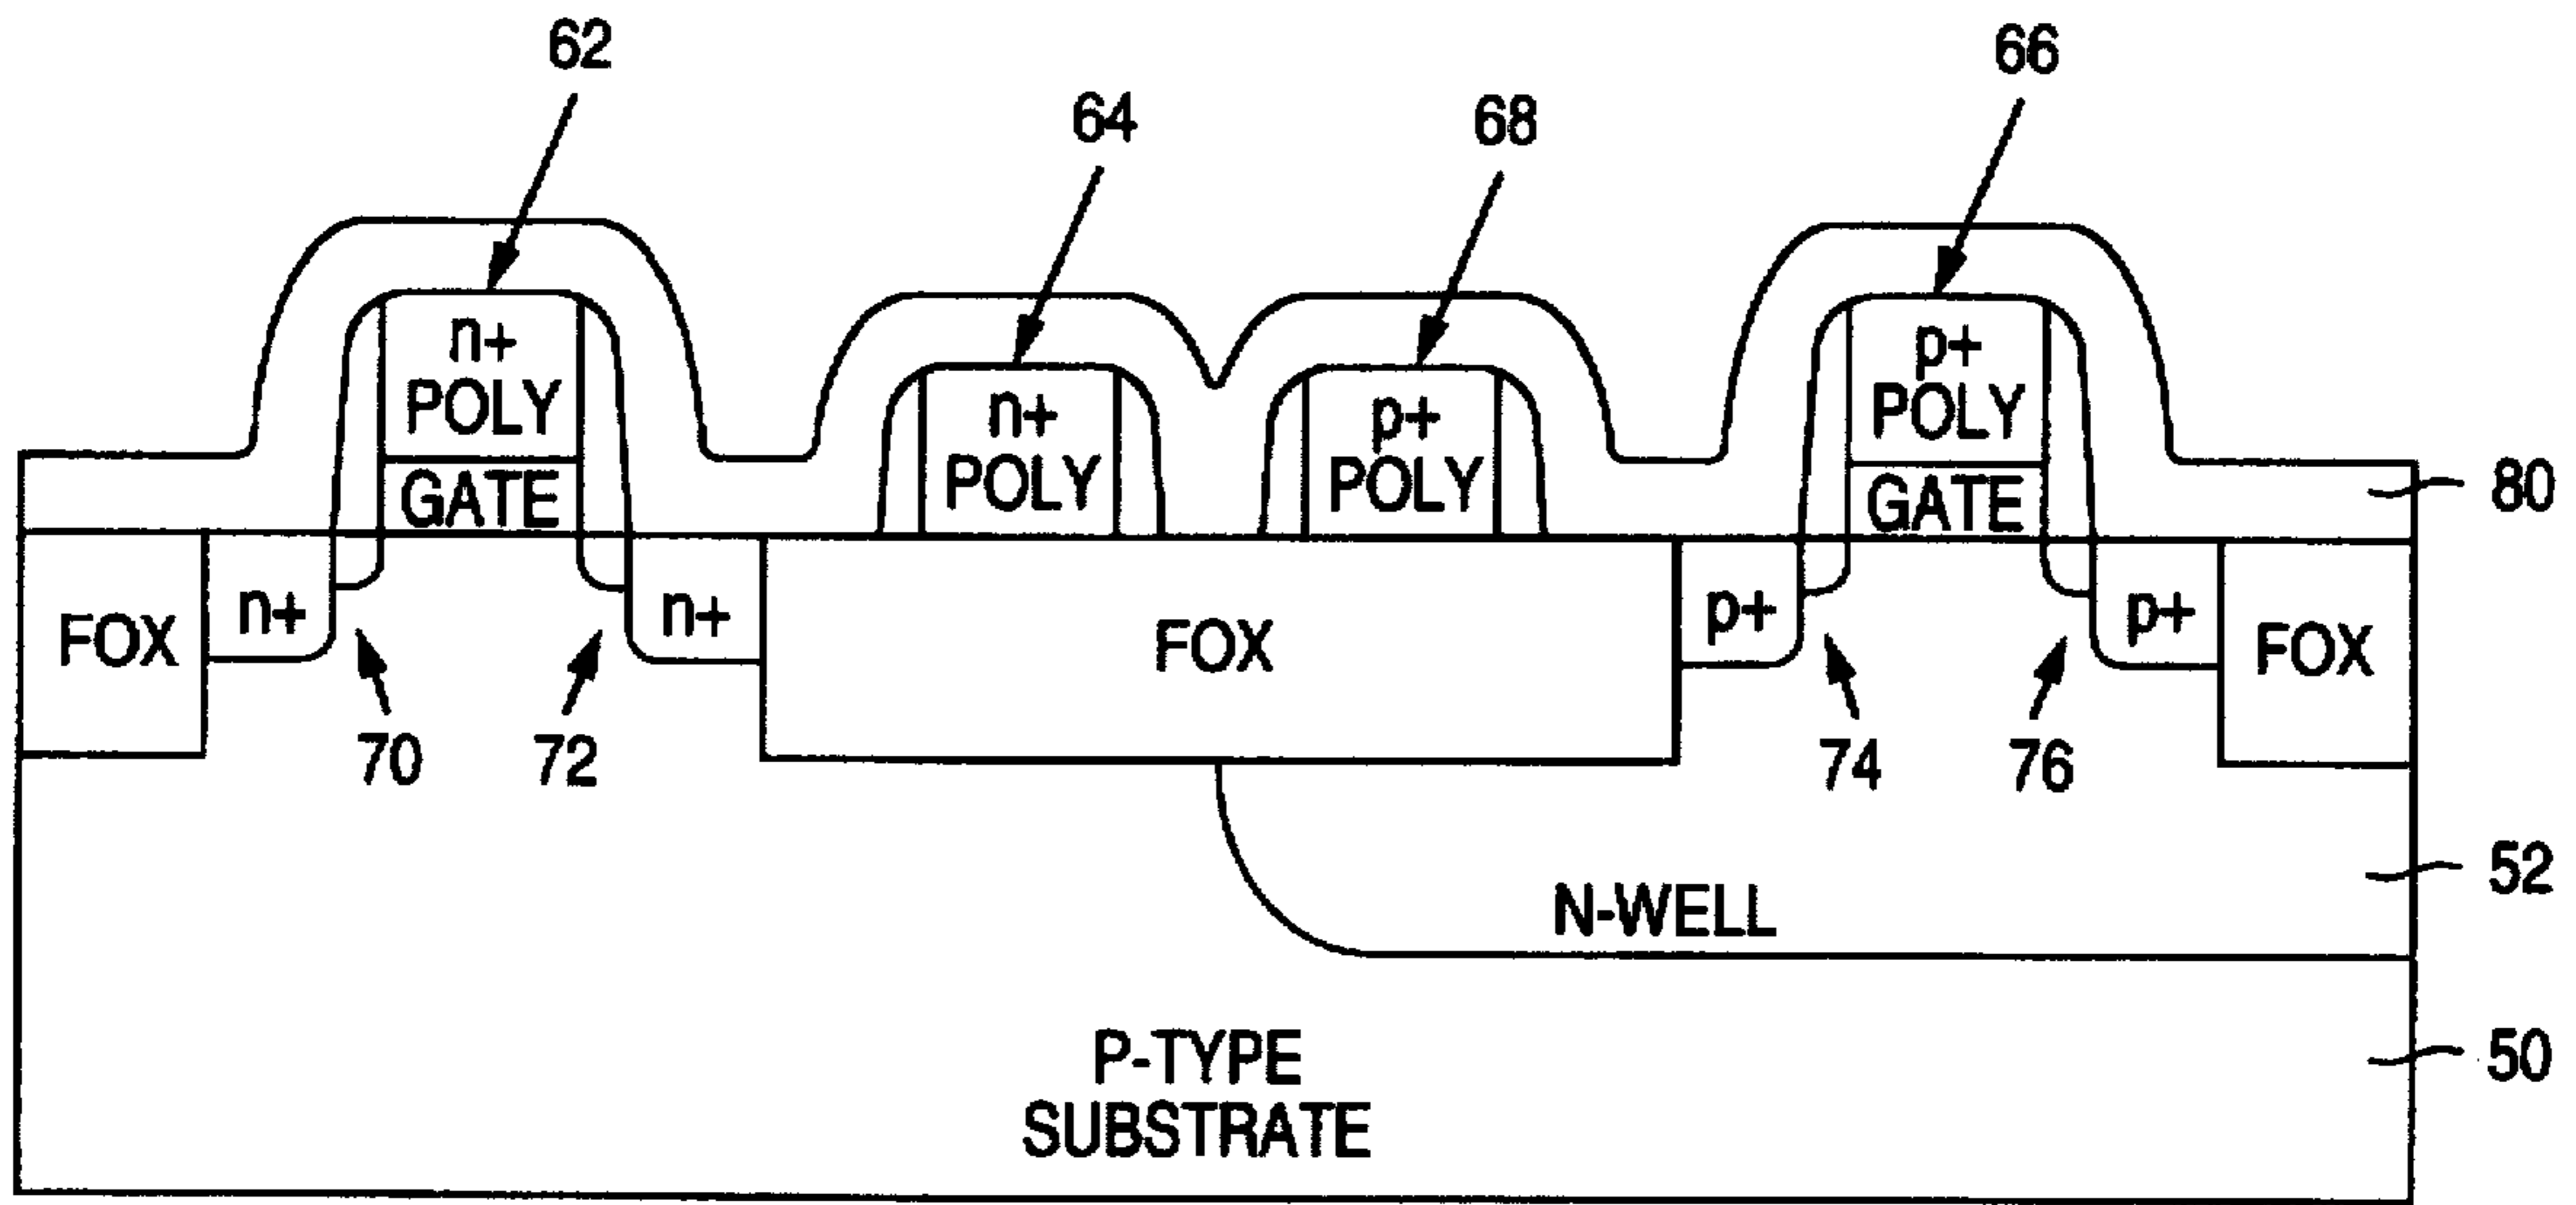 62
66
64
68
n+
POLY
GATE
n+
POLY
p+
POLY
p+
POLY
GATE
80
FOX
n+
n+
FOX
p+
p+
FOX
70
72
74
76
52
N-WELL
50
P-TYPE
SUBSTRATE